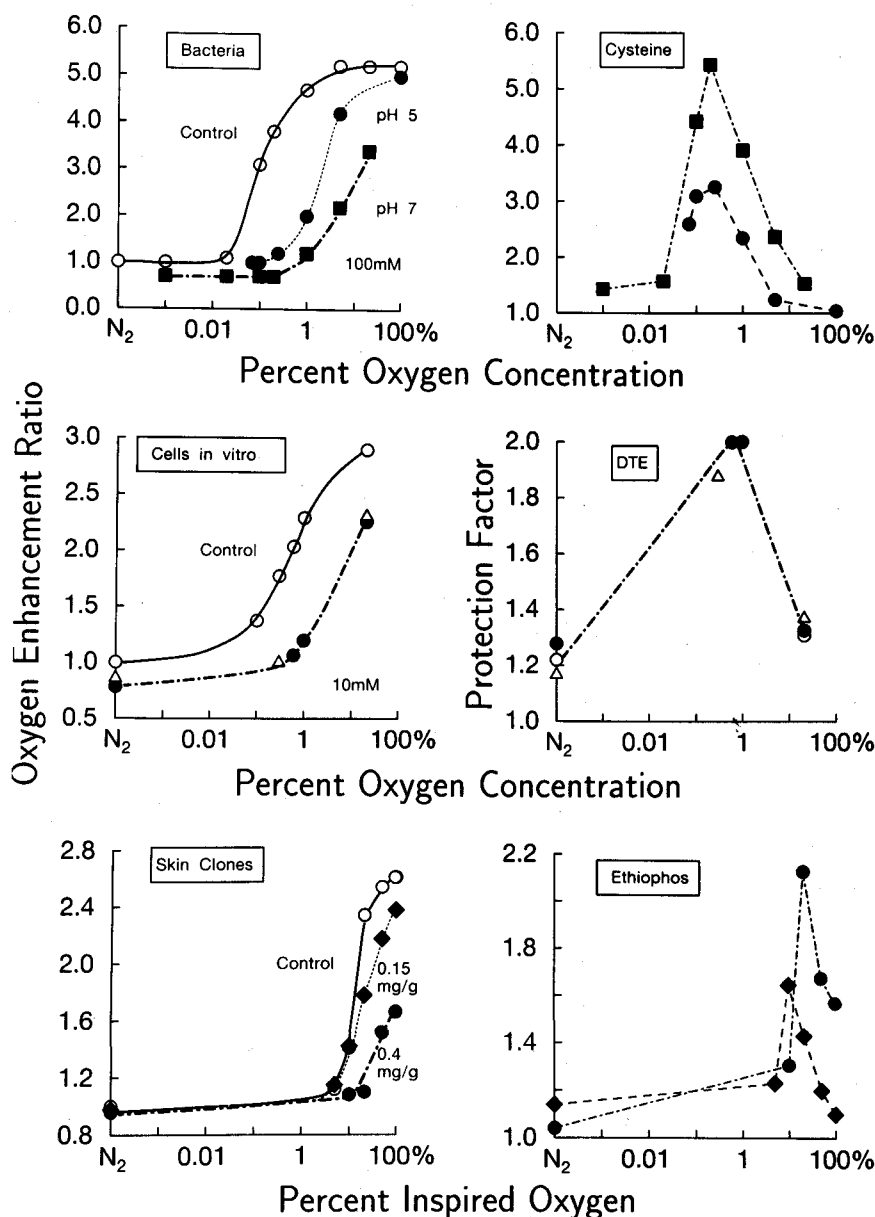 Bacteria
6.0
5.0
4.0
3.0
2.0
1.0
0.0
Control
pH 5
pH 7
100mM
N2 0.01 1 100%
Cysteine
6.0
5.0
4.0
3.0
2.0
1.0
N2 0.01 1 100%
Percent Oxygen Concentration
Oxygen Enhancement Ratio
Cells in vitro
3.0
2.5
2.0
1.5
1.0
0.5
Control
10mM
N2 0.01 1 100%
Protection Factor
DTE
2.0
1.8
1.6
1.4
1.2
1.0
N2 0.01 1 100%
Percent Oxygen Concentration
Skin Clones
2.8
2.4
2.0
1.6
1.2
0.8
Control
0.15
mg/g
0.4
mg/g
N2 0.01 1 100%
Ethiophos
2.2
1.8
1.4
1.0
N2 0.01 1 100%
Percent Inspired Oxygen